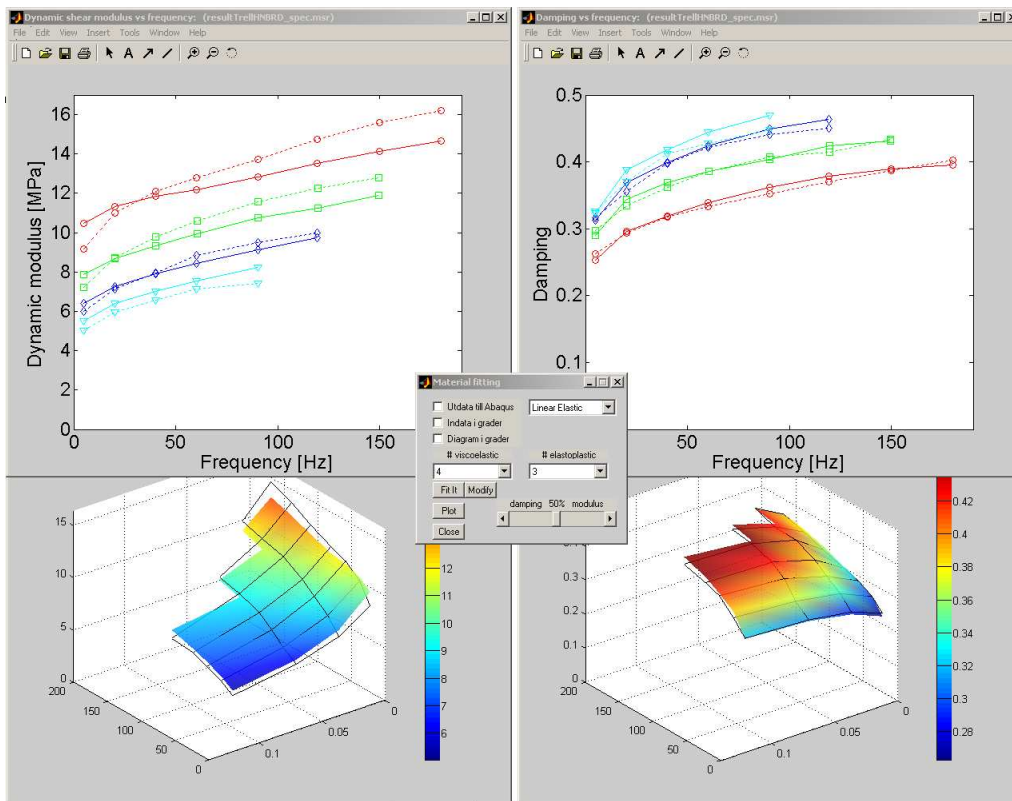 Dynamic shear modulus vs frequency: (resultTrellHNBRD_spec.msr)
File Edit View Insert Tools Window Help
16
14
12
10
8
6
4
2
0
Dynamic modulus [MPa]
0 50 100 150
Frequency [Hz]
Damping vs frequency: (resultTrellHNBRD_spec.msr)
File Edit View Insert Tools Window Help
0.5
0.4
0.3
0.2
0.1
Damping
50 100 150
Frequency [Hz]
Material fitting
Utdata till Abaqus
Linear Elastic
Indata i grader
Diagram i grader
# viscoelastic # elastoplastic
4 3
Fit It Modify
damping 50% modulus
Plot
Close
15
10
5
0
200
150
100
50
0
0.1
0.05
0
12
11
10
9
8
7
6
0.3
0.2
0.1
0
200
150
100
50
0
0.1
0.05
0
0.42
0.4
0.38
0.36
0.34
0.32
0.3
0.28